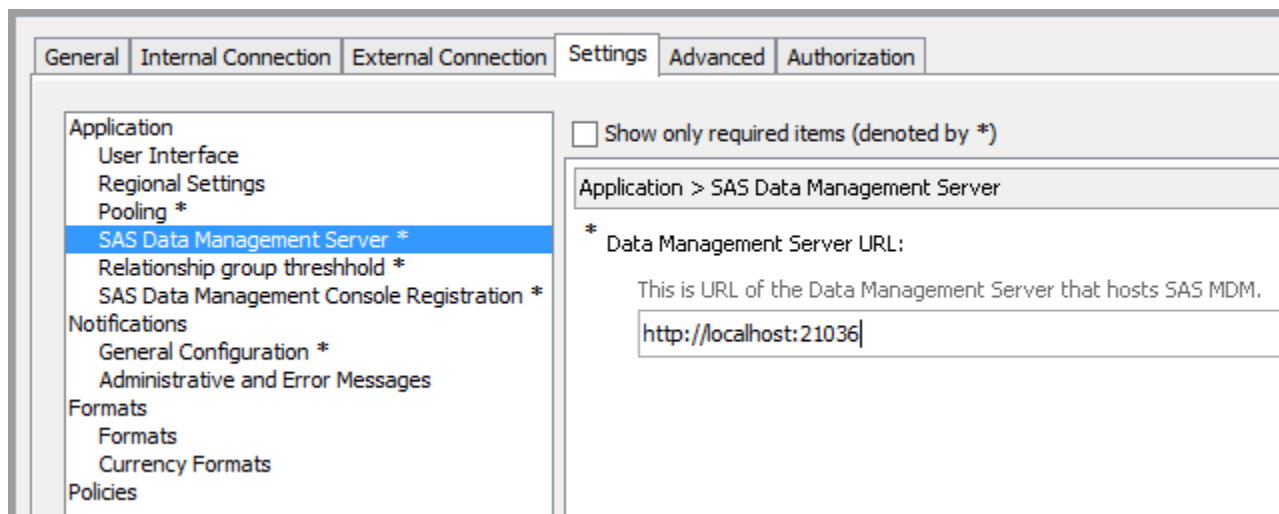 General Internal Connection External Connection Settings Advanced Authorization
Application
User Interface
Regional Settings
Pooling *
SAS Data Management Server *
Relationship group threshhold *
SAS Data Management Console Registration *
Notifications
General Configuration *
Administrative and Error Messages
Formats
Formats
Currency Formats
Policies
Show only required items (denoted by *)
Application > SAS Data Management Server
* Data Management Server URL:
This is URL of the Data Management Server that hosts SAS MDM.
http://localhost:21036